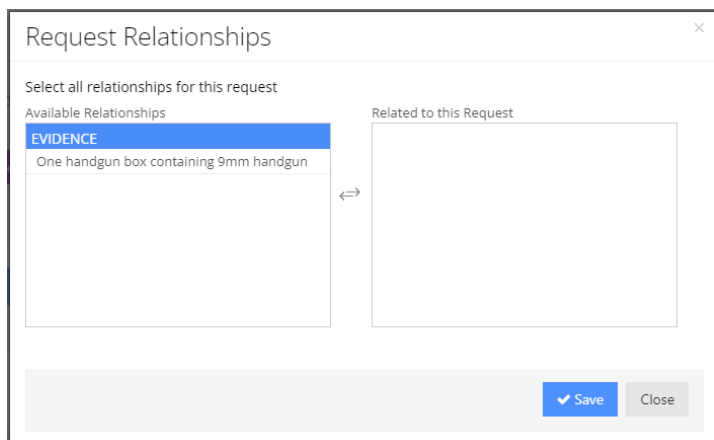 Request Relationships
Select all relationships for this request
Available Relationships
Related to this Request
EVIDENCE
One handgun box containing 9mm handgun
Save
Close